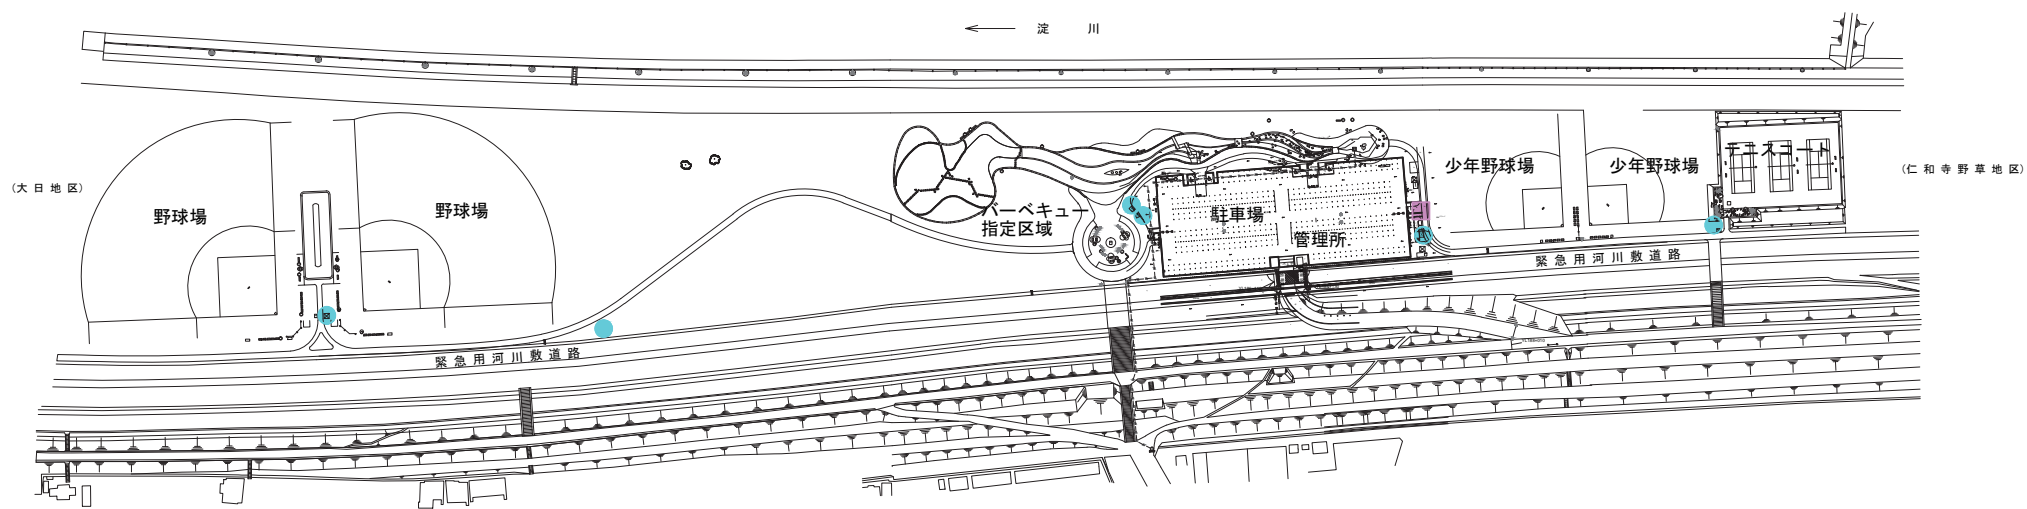 淀川
(大日地区)
野球場
野球場
バーベキュー
指定区域
駐車場
管理所
少年野球場
少年野球場
テニスコート
(仁和寺野草地区)
緊急用河川敷道路
緊急用河川敷道路